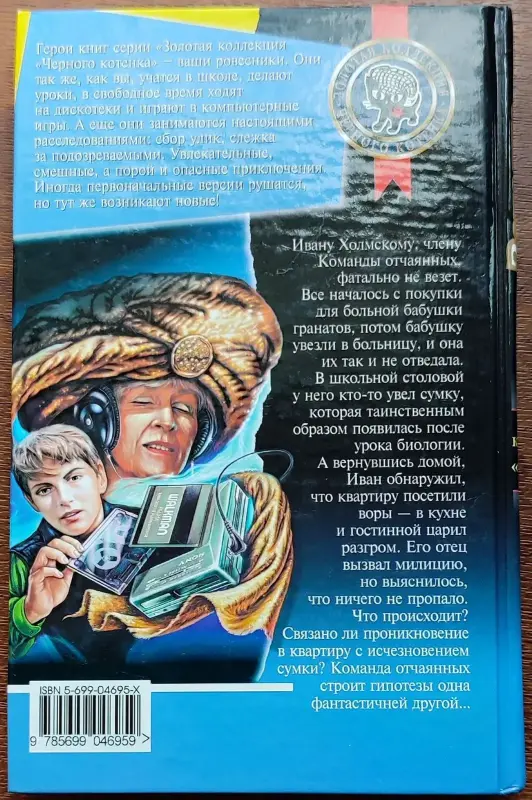 Герои книг серии «Золотая коллекция
«Черного котенка» – ваши ровесники. Они
так же, как вы, учатся в школе, делают
уроки, в свободное время ходят
на дискотеки и играют в компьютерные
игры. А еще они занимаются настоящими
расследованиями: сбор улик, слежка
за подозреваемыми. Увлекательные,
смешные, а порой и опасные приключения.
Иногда первоначальные версии рушатся,
но тут же возникают новые!
ЗОЛОТАЯ КОЛЛЕКЦИЯ
ЧЕРНОГО КОТЕНКА
Ивану Холмскому, члену
Команды отчаянных,
фатально не везет.
Все началось с покупки
для больной бабушки
гранатов, потом бабушку
увезли в больницу, и она
их так и не отведала.
В школьной столовой
у него кто-то увел сумку,
которая таинственным
образом появилась после
урока биологии.
А вернувшись домой,
Иван обнаружил,
что квартиру посетили
воры — в кухне
и гостинной царил
разгром. Его отец
вызвал милицию,
но выяснилось,
что ничего не пропало.
Что происходит?
Связано ли проникновение
в квартиру с исчезновением
сумки? Команда отчаянных
строит гипотезы одна
фантастичней другой...
WALKMAN
SONY
ISBN 5-699-04695-X
9 785699 046959 >